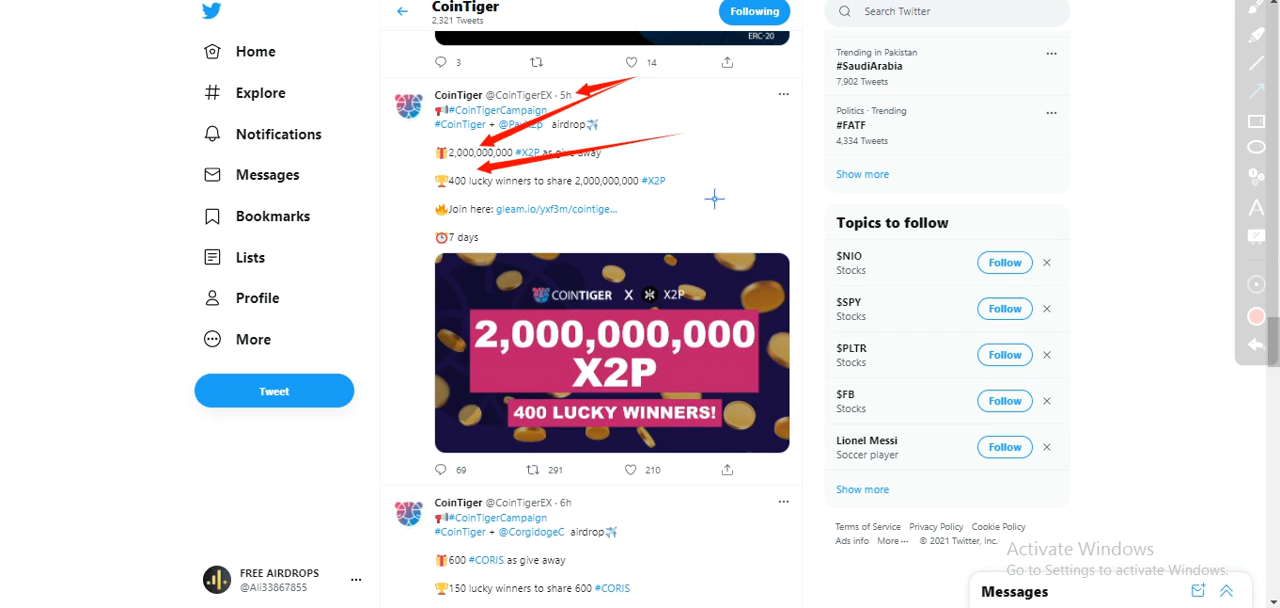 CoinTiger
2,321 Tweets
Following
Search Twitter
Home
Explore
Notifications
Messages
Bookmarks
Lists
Profile
More
Tweet
FREE AIRDROPS
@Ali33867855
ERC-20
3
14
CoinTiger @CoinTigerEX · 5h
#CoinTigerCampaign
#CoinTiger + airdrop
2,000,000,000 #X2P as give away
400 lucky winners to share 2,000,000,000 #X2P
Join here: gleam.io/yxf3m/cointige...
7 days
COINTIGER X X2P
2,000,000,000
X2P
400 LUCKY WINNERS!
69
291
210
CoinTiger @CoinTigerEX · 6h
#CoinTigerCampaign
#CoinTiger + @CorgidogeC airdrop
600 #CORIS as give away
150 lucky winners to share 600 #CORIS
Trending in Pakistan
#SaudiArabia
7,902 Tweets
Politics · Trending
#FATF
4,334 Tweets
Show more
Topics to follow
$NIO
Stocks
Follow
$SPY
Stocks
Follow
$PLTR
Stocks
Follow
$FB
Stocks
Follow
Lionel Messi
Soccer player
Follow
Show more
Terms of Service Privacy Policy Cookie Policy
Ads info More ··· © 2021 Twitter, Inc.
Activate Windows
Go to Settings to activate Windows.
Messages
A